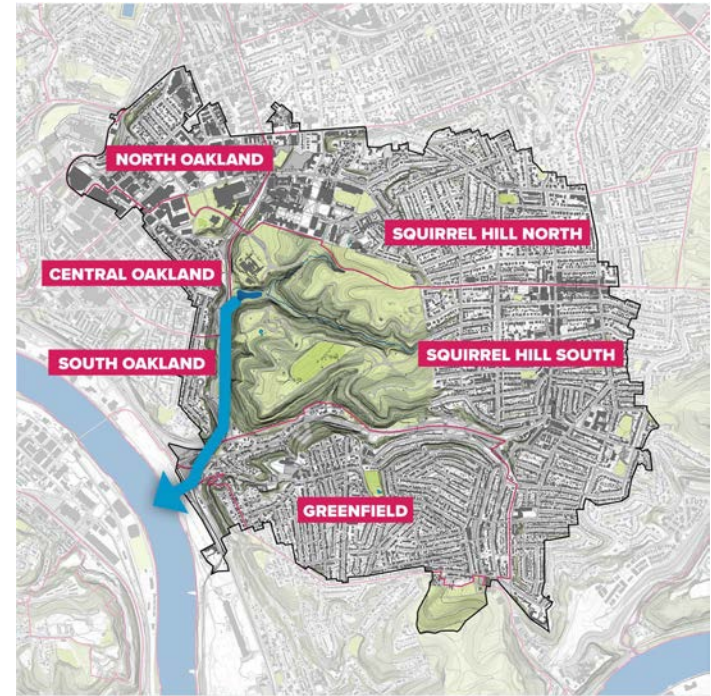 NORTH OAKLAND
SQUIRREL HILL NORTH
CENTRAL OAKLAND
SOUTH OAKLAND
SQUIRREL HILL SOUTH
GREENFIELD